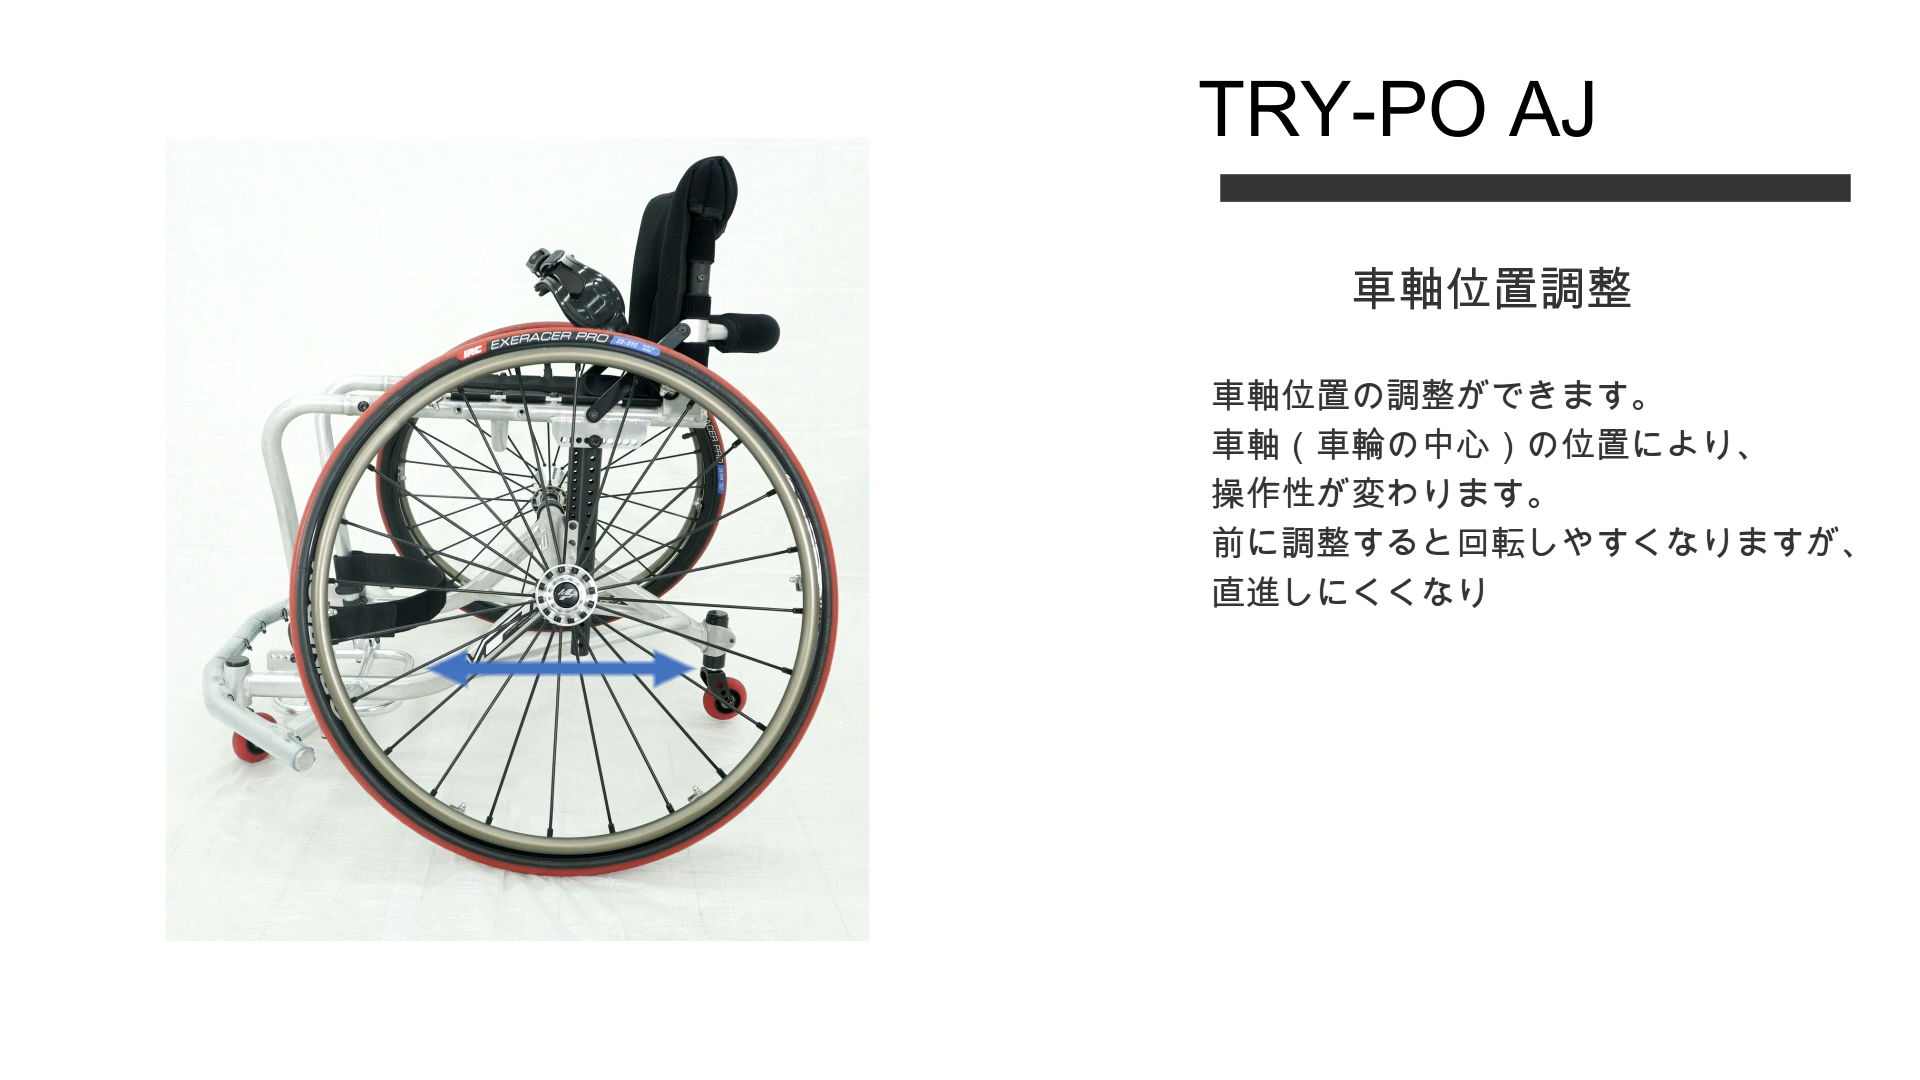 TRY-PO AJ
車軸位置調整
車軸位置の調整ができます。
車軸（車輪の中心）の位置により、
操作性が変わります。
前に調整すると回転しやすくなりますが、
直進しにくくなり
IRC EXERACER PRO